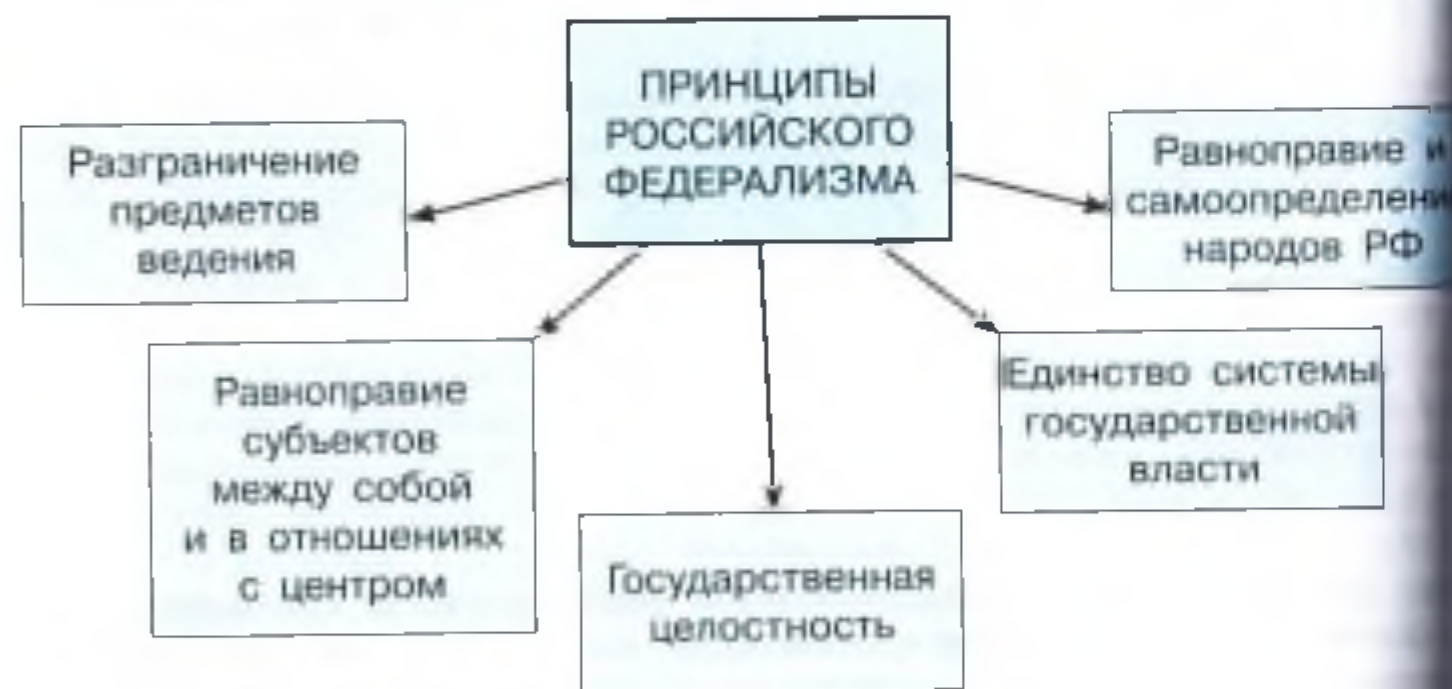 ПРИНЦИПЫ
РОССИЙСКОГО
ФЕДЕРАЛИЗМА
Разграничение
предметов
ведения
Равноправие
субъектов
между собой
и в отношениях
с центром
Государственная
целостность
Единство системы
государственной
власти
Равноправие и
самоопределени
народов РФ